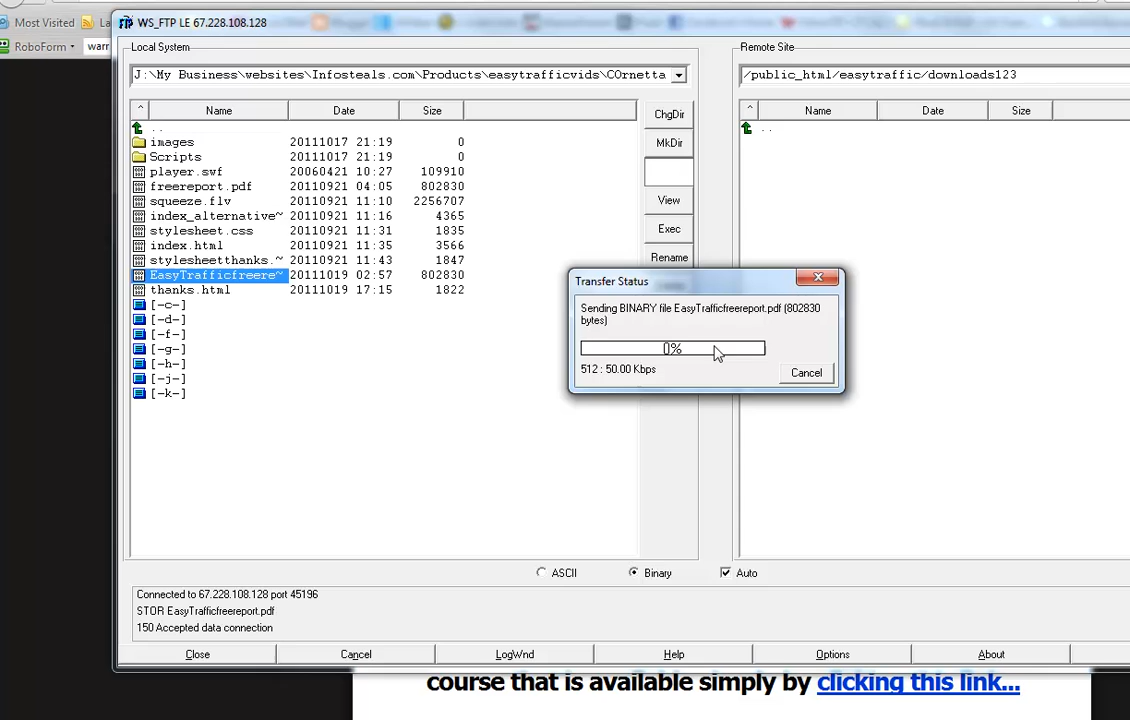 Most Visited
WS_FTP LE 67.228.108.128
RoboForm
warr
Local System
Remote Site
J:\My Business\websites\Infosteals.com\Products\easytrafficvids\COrnetta
/public_html/easytraffic/downloads123
^ Name Date Size
ChgDir
^ Name Date Size
..
..
images 20111017 21:19 0
MkDir
Scripts 20111017 21:19 0
player.swf 20060421 10:27 109910
freereport.pdf 20110921 04:05 802830
squeeze.flv 20110921 11:10 2256707
View
index_alternative~ 20110921 11:16 4365
stylesheet.css 20110921 11:31 1835
Exec
index.html 20110921 11:35 3566
stylesheetthanks.~ 20110921 11:43 1847
Rename
EasyTrafficfreere~ 20111019 02:57 802830
thanks.html 20111019 17:15 1822
[-c-]
[-d-]
[-f-]
[-g-]
[-h-]
[-j-]
[-k-]
Transfer Status
Sending BINARY file EasyTrafficfreereport.pdf (802830
bytes)
0%
512 : 50.00 Kbps
Cancel
ASCII
Binary
Auto
Connected to 67.228.108.128 port 45196
STOR EasyTrafficfreereport.pdf
150 Accepted data connection
Close
Cancel
LogWnd
Help
Options
About
course that is available simply by clicking this link...